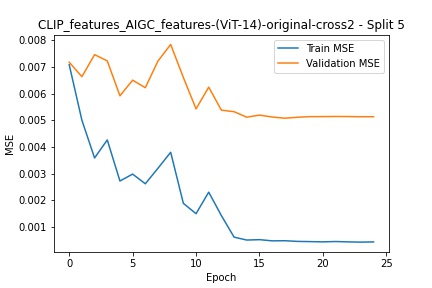 CLIP_features_AIGC_features-(ViT-14)-original-cross2 - Split 5
Train MSE
Validation MSE
0.008
0.007
0.006
0.005
0.004
0.003
0.002
0.001
MSE
0 5 10 15 20 25
Epoch